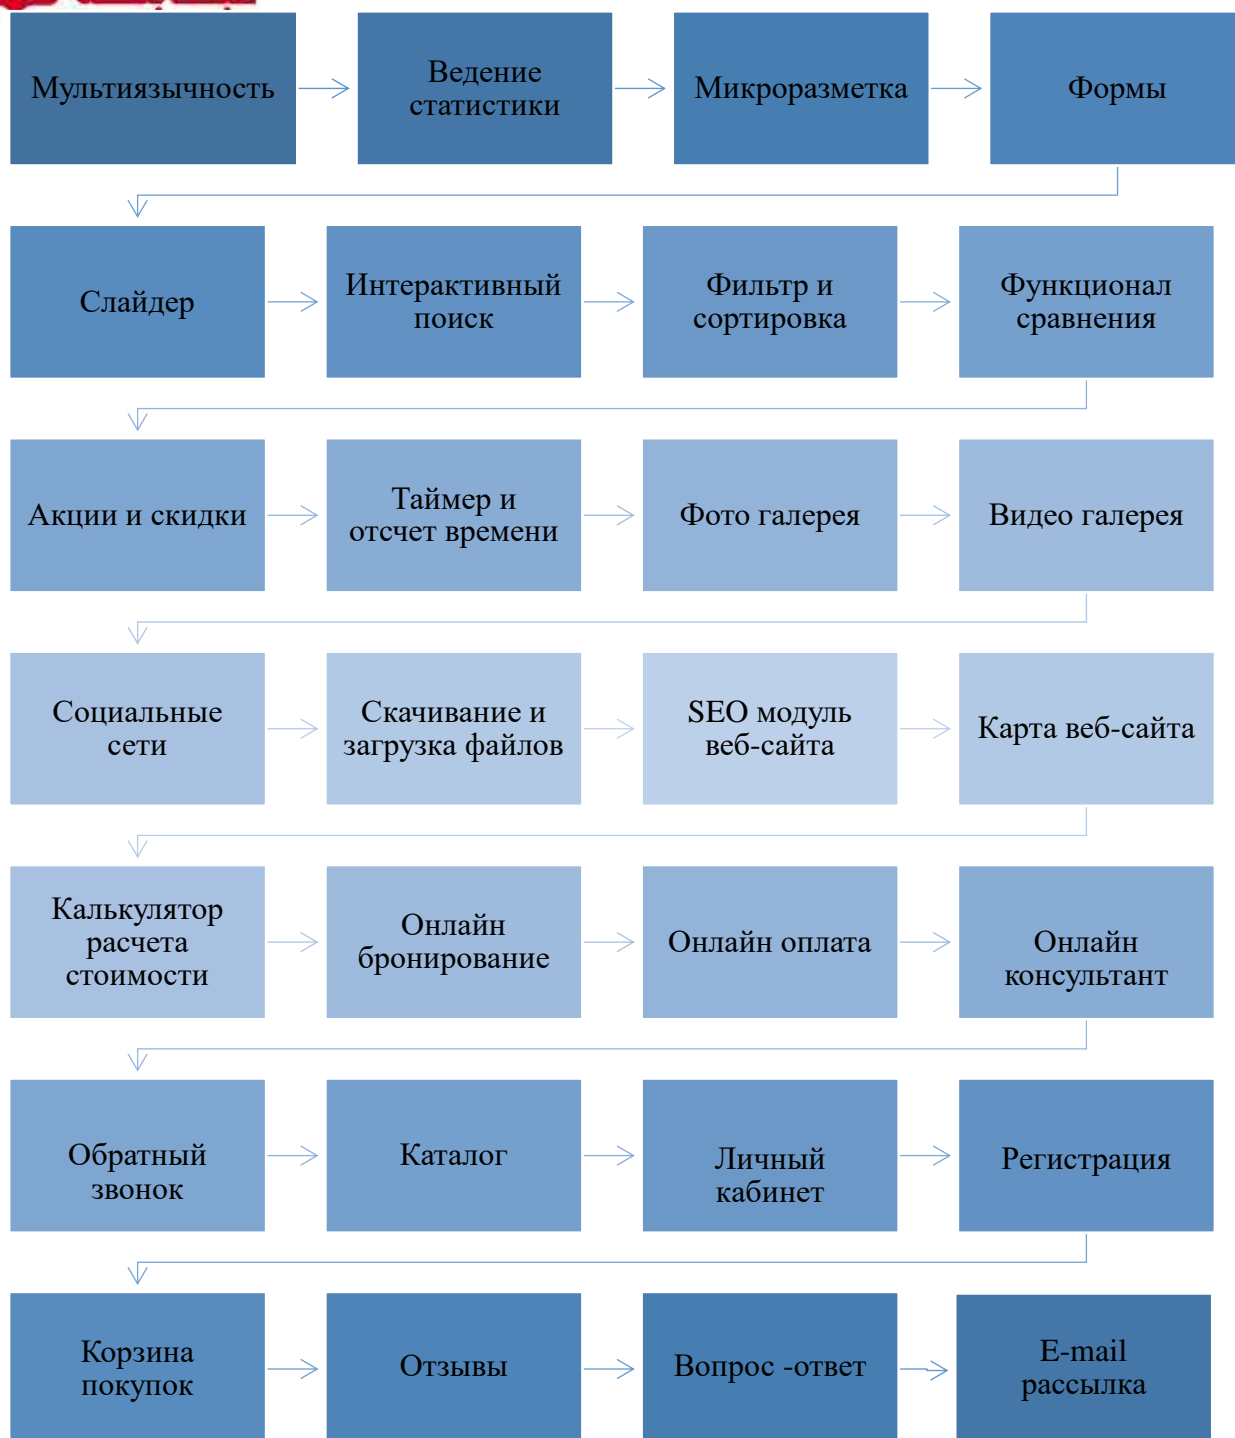 Мультиязычность
Ведение
статистики
Микроразметка
Формы
Слайдер
Интерактивный
поиск
Фильтр и
сортировка
Функционал
сравнения
Акции и скидки
Таймер и
отсчет времени
Фото галерея
Видео галерея
Социальные
сети
Скачивание и
загрузка файлов
SEO модуль
веб-сайта
Карта веб-сайта
Калькулятор
расчета
стоимости
Онлайн
бронирование
Онлайн оплата
Онлайн
консультант
Обратный
звонок
Каталог
Личный
кабинет
Регистрация
Корзина
покупок
Отзывы
Вопрос -ответ
E-mail
рассылка